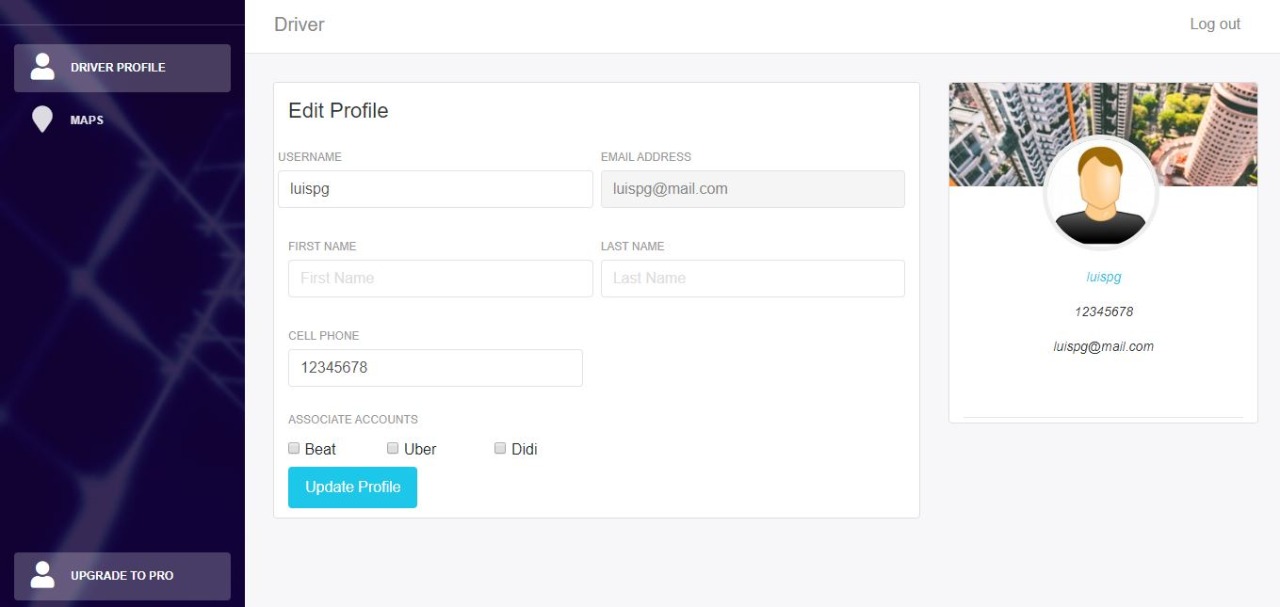 Driver
Log out
DRIVER PROFILE
MAPS
UPGRADE TO PRO
Edit Profile
USERNAME
EMAIL ADDRESS
luispg
luispg@mail.com
FIRST NAME
LAST NAME
First Name
Last Name
CELL PHONE
12345678
ASSOCIATE ACCOUNTS
Beat Uber Didi
Update Profile
luispg
12345678
luispg@mail.com